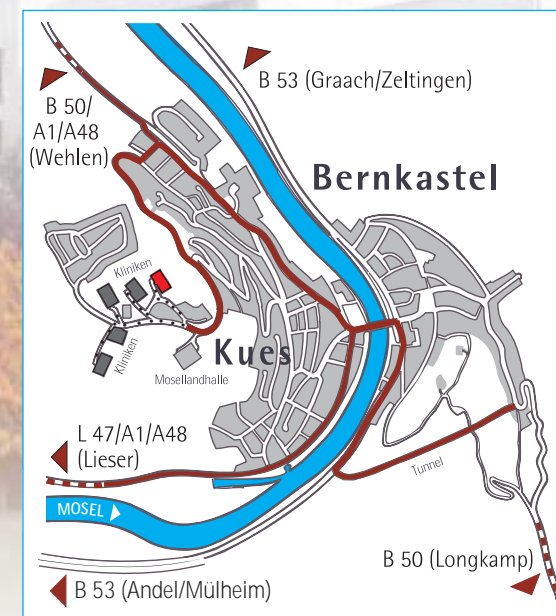 B 53 (Graach/Zeltingen)
B 50/
A1/A48
(Wehlen)
Bernkastel
Kliniken
Kliniken
Kues
Mosellandhalle
L 47/A1/A48
(Lieser)
Tunnel
MOSEL
B 50 (Longkamp)
B 53 (Andel/Mülheim)